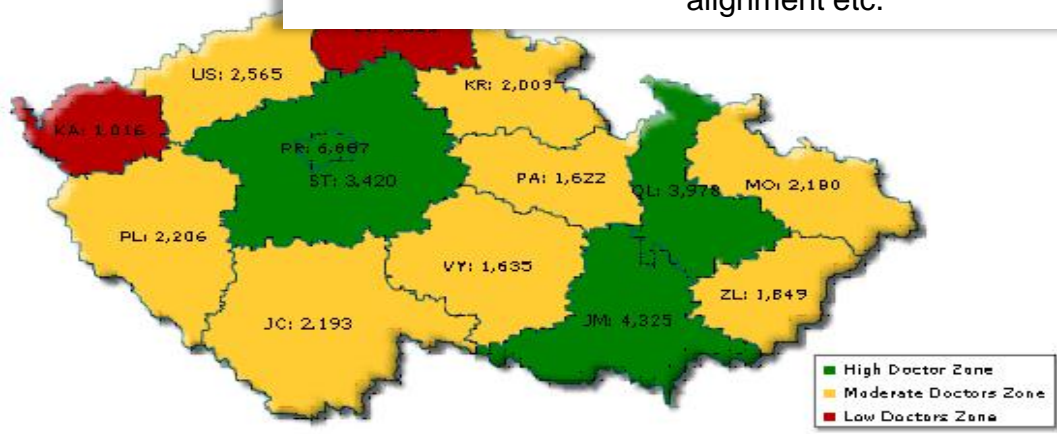 alignment etc.
US: 2,565
KR: 2,009
KA: 1,016
PR: 6,887
ST: 3,420
PA: 1,622
OL: 3,978
MO: 2,180
PL: 2,206
VY: 1,635
ZL: 1,849
JC: 2,193
JM: 4,325
High Doctor Zone
Moderate Doctors Zone
Low Doctors Zone